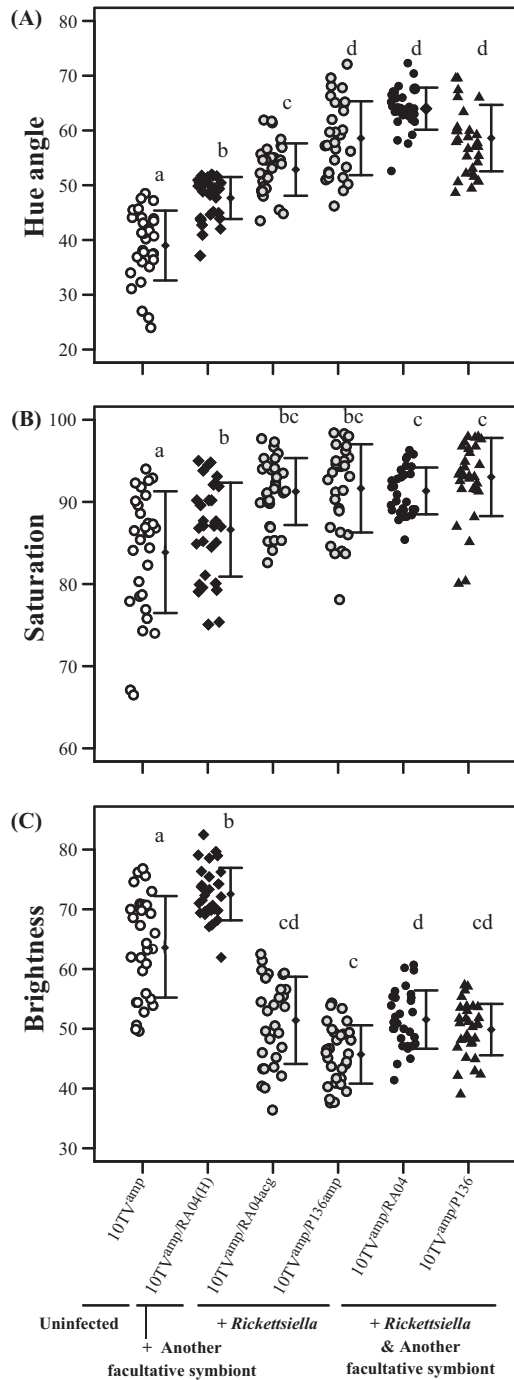 (A)
80
70
60
50
40
30
20
Hue angle
a
b
c
d
d
d
(B)
100
90
80
70
60
Saturation
a
b
bc
bc
c
c
(C)
80
70
60
50
40
30
Brightness
a
b
cd
c
d
cd
10TVamp
10TVamp/RA04(H)
10TVamp/RA04acg
10TVamp/P136amp
10TVamp/RA04
10TVamp/P136
Uninfected
+ Another
facultative symbiont
+ Rickettsiella
+ Rickettsiella
& Another
facultative symbiont